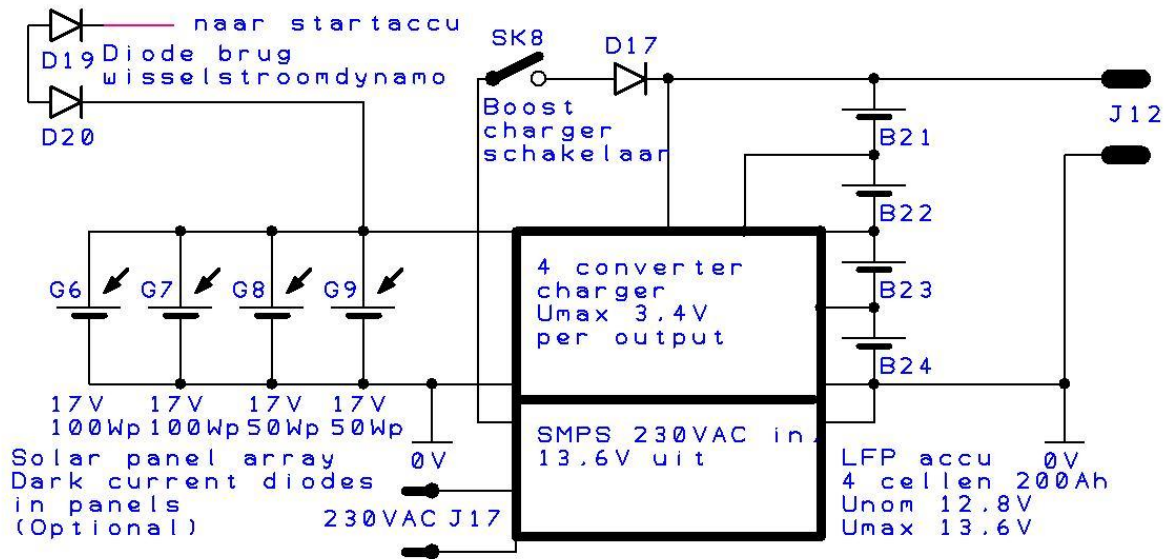 naar startaccu
D19
Diode brug
wisselstroomdynamo
D20
SK8
D17
Boost
charger
schakelaar
J12
B21
B22
B23
B24
G6
G7
G8
G9
4 converter
charger
Umax 3.4V
per output
17V 17V 17V 17V
100Wp 100Wp 50Wp 50Wp
0V
Solar panel array
Dark current diodes
in panels
(Optional)
230VAC J17
SMPS 230VAC in,
13.6V uit
0V
LFP accu
4 cellen 200Ah
Unom 12.8V
Umax 13.6V